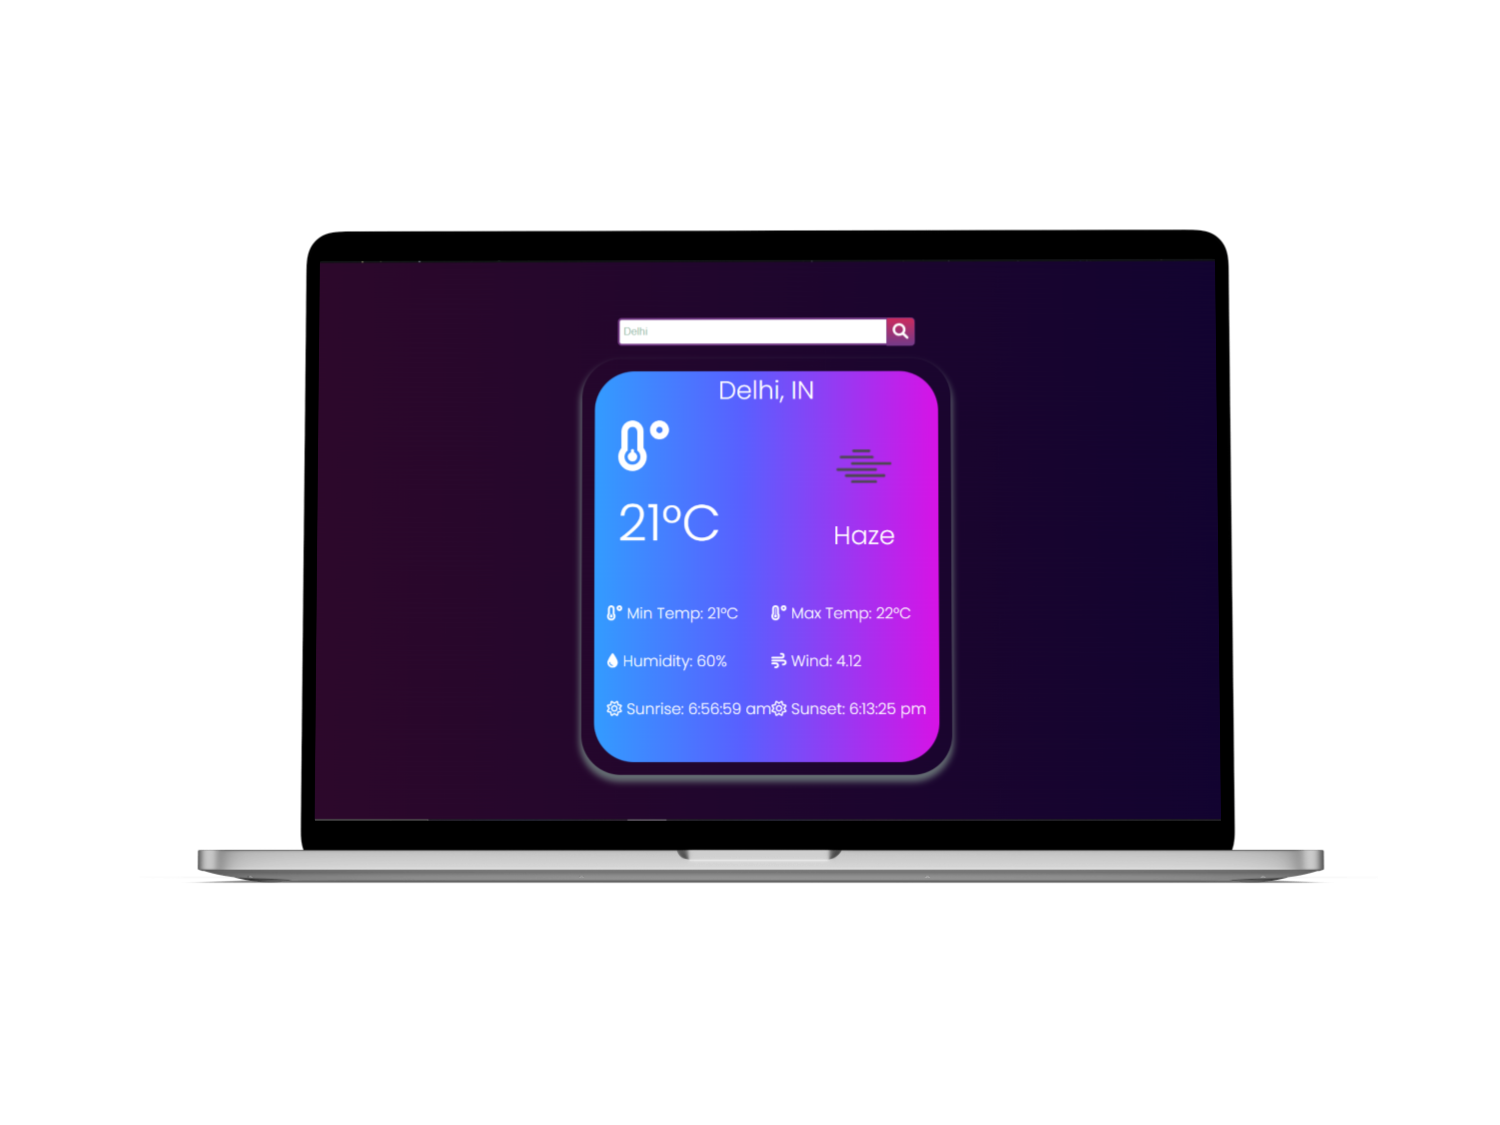 Delhi
Delhi, IN
21°C
Haze
Min Temp: 21°C Max Temp: 22°C
Humidity: 60% Wind: 4.12
Sunrise: 6:56:59 am Sunset: 6:13:25 pm